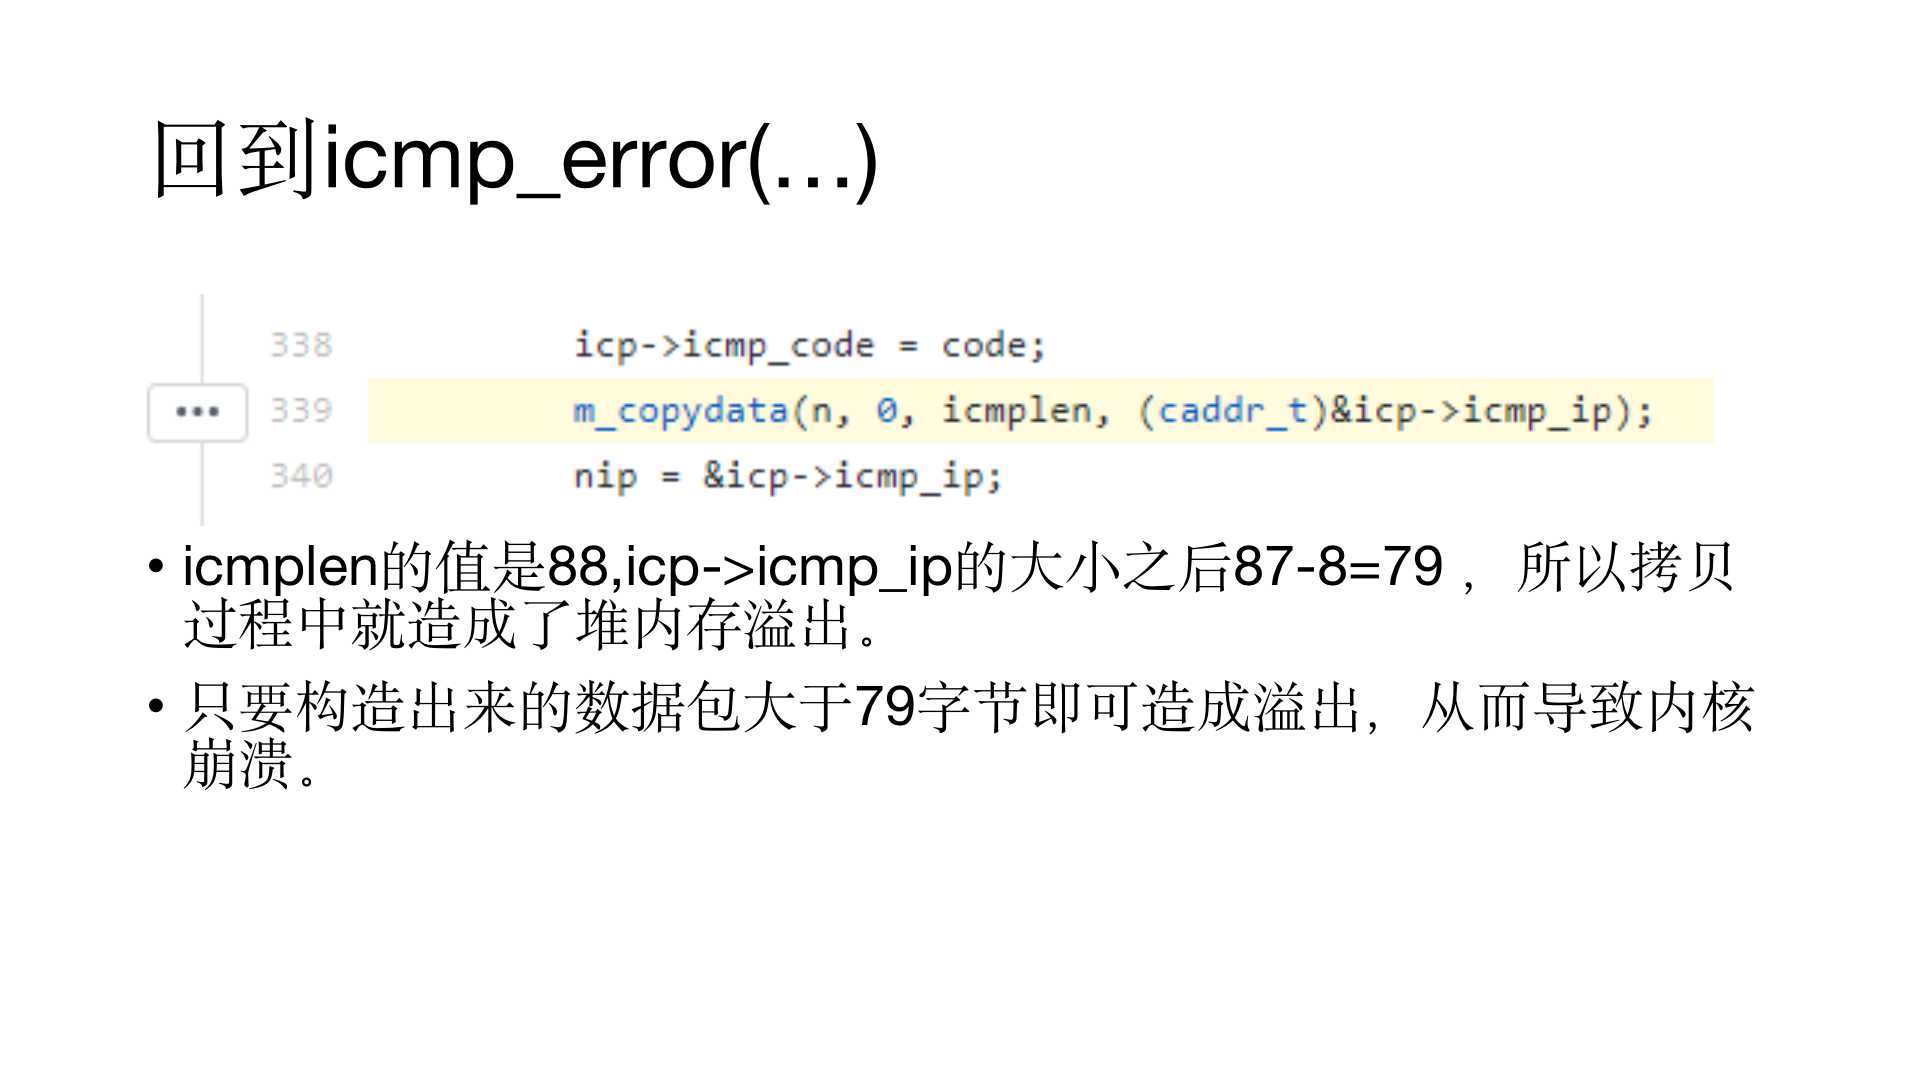 回到icmp_error(…)
338 icp->icmp_code = code;
339 m_copydata(n, 0, icmplen, (caddr_t)&icp->icmp_ip);
340 nip = &icp->icmp_ip;
• icmplen的值是88,icp->icmp_ip的大小之后87-8=79，所以拷贝
过程中就造成了堆内存溢出。
• 只要构造出来的数据包大于79字节即可造成溢出，从而导致内核
崩溃。